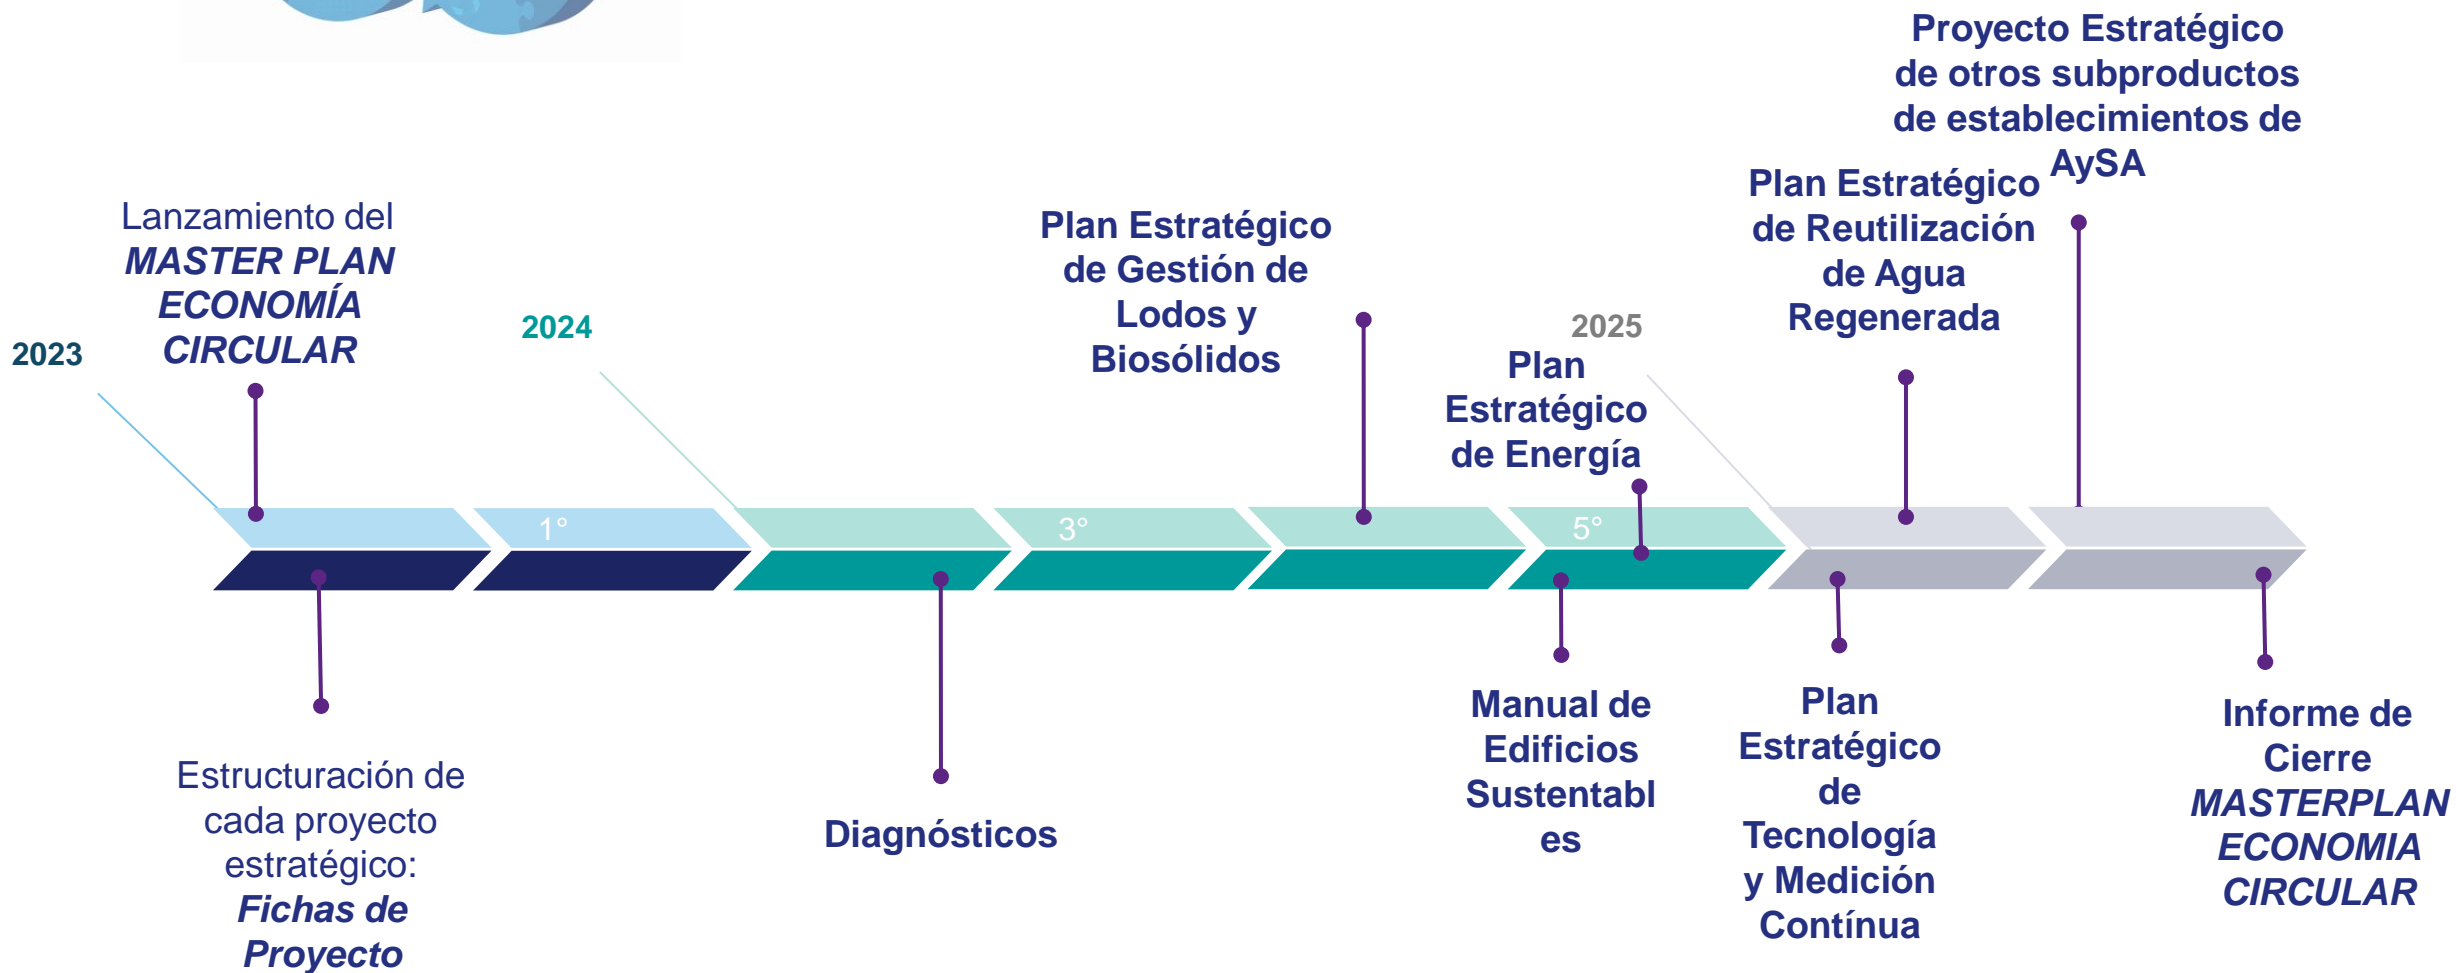 2023
Lanzamiento del
MASTER PLAN
ECONOMÍA
CIRCULAR
2024
Plan Estratégico
de Gestión de
Lodos y
Biosólidos
2025
Plan
Estratégico
de Energía
Plan Estratégico
de Reutilización
de Agua
Regenerada
Proyecto Estratégico
de otros subproductos
de establecimientos de
AySA
1°
3°
5°
Estructuración de
cada proyecto
estratégico:
Fichas de
Proyecto
Diagnósticos
Manual de
Edificios
Sustentabl
es
Plan
Estratégico
de
Tecnología
y Medición
Contínua
Informe de
Cierre
MASTERPLAN
ECONOMIA
CIRCULAR